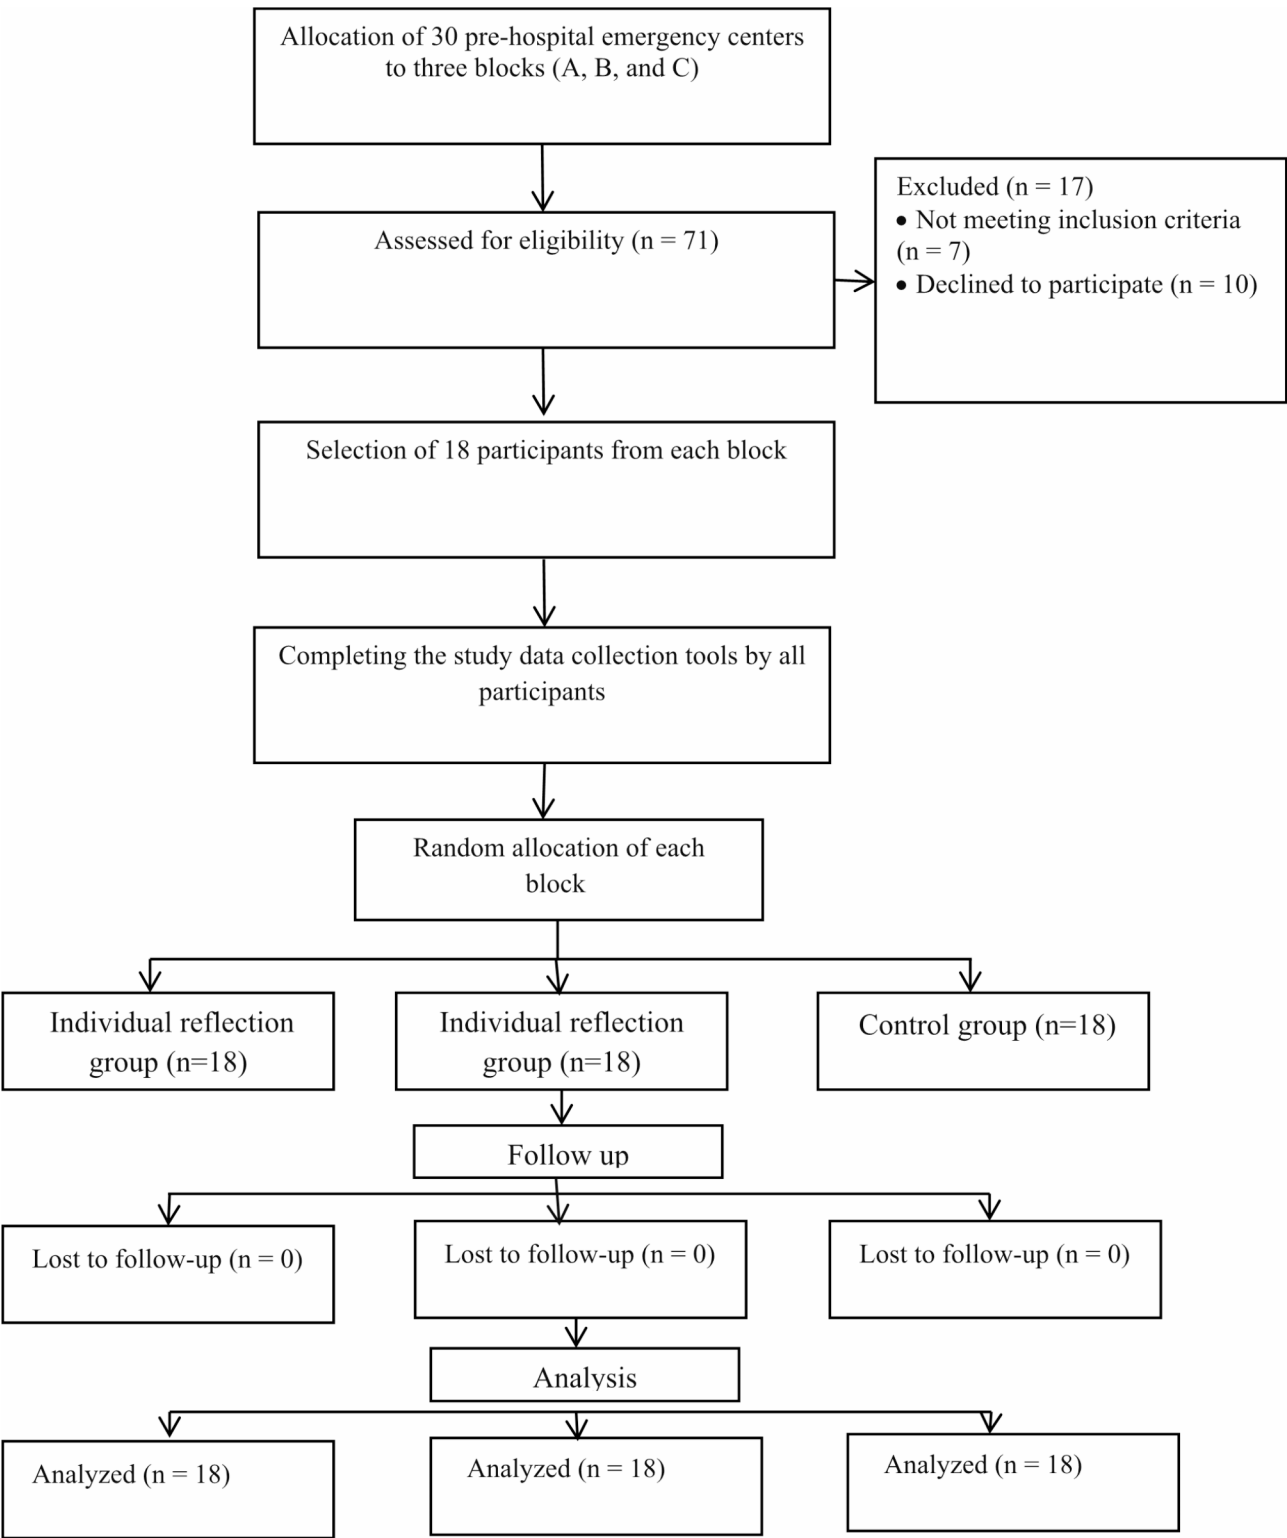 Allocation of 30 pre-hospital emergency centers
to three blocks (A, B, and C)
Excluded (n = 17)
• Not meeting inclusion criteria
(n = 7)
• Declined to participate (n = 10)
Assessed for eligibility (n = 71)
Selection of 18 participants from each block
Completing the study data collection tools by all
participants
Random allocation of each
block
Individual reflection
group (n=18)
Individual reflection
group (n=18)
Control group (n=18)
Follow up
Lost to follow-up (n = 0)
Lost to follow-up (n = 0)
Lost to follow-up (n = 0)
Analysis
Analyzed (n = 18)
Analyzed (n = 18)
Analyzed (n = 18)